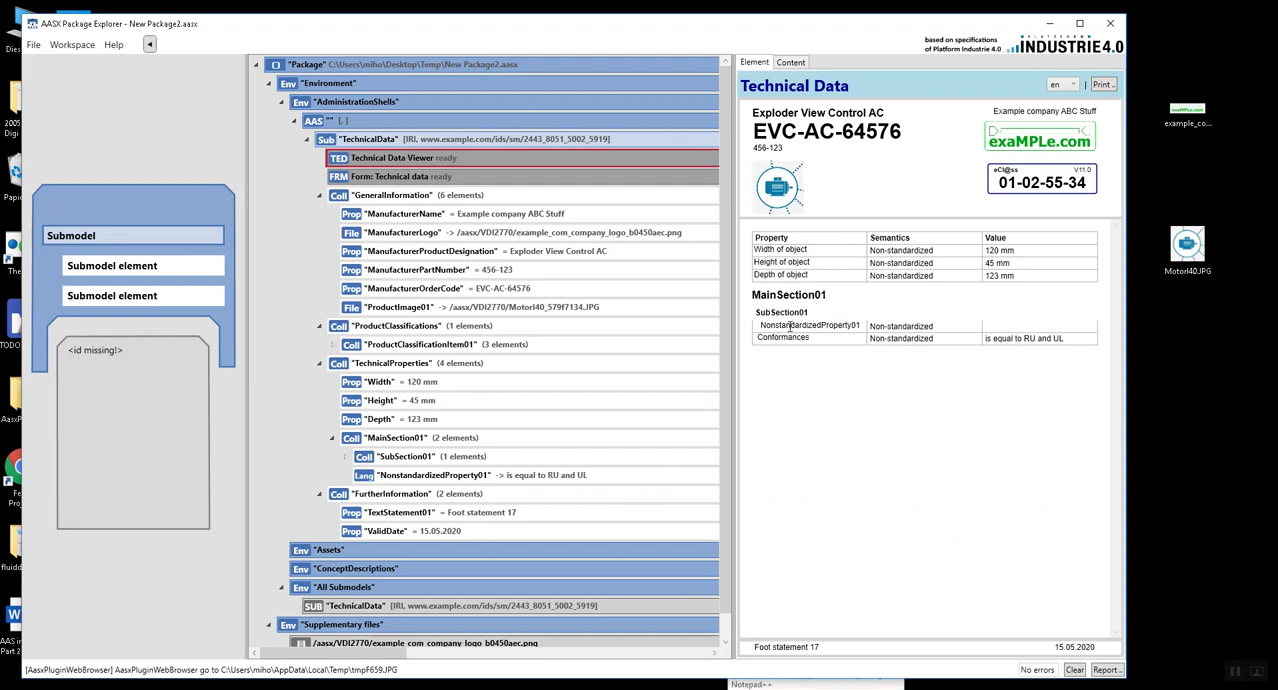 AASX Package Explorer - New Package2.aasx
File Workspace Help
based on specifications
of Platform Industrie 4.0
PLATTFORM
INDUSTRIE4.0
Submodel
Submodel element
Submodel element
<id missing!>
"Package" C:\Users\miho\Desktop\Temp\New Package2.aasx
Env "Environment"
Env "AdministrationShells"
AAS "" [, ]
Sub "TechnicalData" [IRI, www.example.com/ids/sm/2443_8051_5002_5919]
TED Technical Data Viewer ready
FRM Form: Technical data ready
Coll "GeneralInformation" (6 elements)
Prop "ManufacturerName" = Example company ABC Stuff
File "ManufacturerLogo" -> /aasx/VDI2770/example_com_company_logo_b0450aec.png
Prop "ManufacturerProductDesignation" = Exploder View Control AC
Prop "ManufacturerPartNumber" = 456-123
Prop "ManufacturerOrderCode" = EVC-AC-64576
File "ProductImage01" -> /aasx/VDI2770/MotorI40_579f7134.JPG
Coll "ProductClassifications" (1 elements)
Coll "ProductClassificationItem01" (3 elements)
Coll "TechnicalProperties" (4 elements)
Prop "Width" = 120 mm
Prop "Height" = 45 mm
Prop "Depth" = 123 mm
Coll "MainSection01" (2 elements)
Coll "SubSection01" (1 elements)
Lang "NonstandardizedProperty01" -> is equal to RU and UL
Coll "FurtherInformation" (2 elements)
Prop "TextStatement01" = Foot statement 17
Prop "ValidDate" = 15.05.2020
Env "Assets"
Env "ConceptDescriptions"
Env "All Submodels"
SUB "TechnicalData" [IRI, www.example.com/ids/sm/2443_8051_5002_5919]
Env "Supplementary files"
/aasx/VDI2770/example_com_company_logo_b0450aec.png
Element Content
Technical Data
en | Print ..
Exploder View Control AC
EVC-AC-64576
456-123
Example company ABC Stuff
exaMPLe.com
eCl@ss V11.0
01-02-55-34
Property Semantics Value
Width of object Non-standardized 120 mm
Height of object Non-standardized 45 mm
Depth of object Non-standardized 123 mm
MainSection01
SubSection01
NonstandardizedProperty01 Non-standardized
Conformances Non-standardized is equal to RU and UL
Foot statement 17 15.05.2020
[AasxPluginWebBrowser] AasxPluginWebBrowser go to C:\Users\miho\AppData\Local\Temp\tmpF659.JPG
No errors Clear Report ..
exaMPLe.com
example_co...
MotorI40.JPG
Notepad++